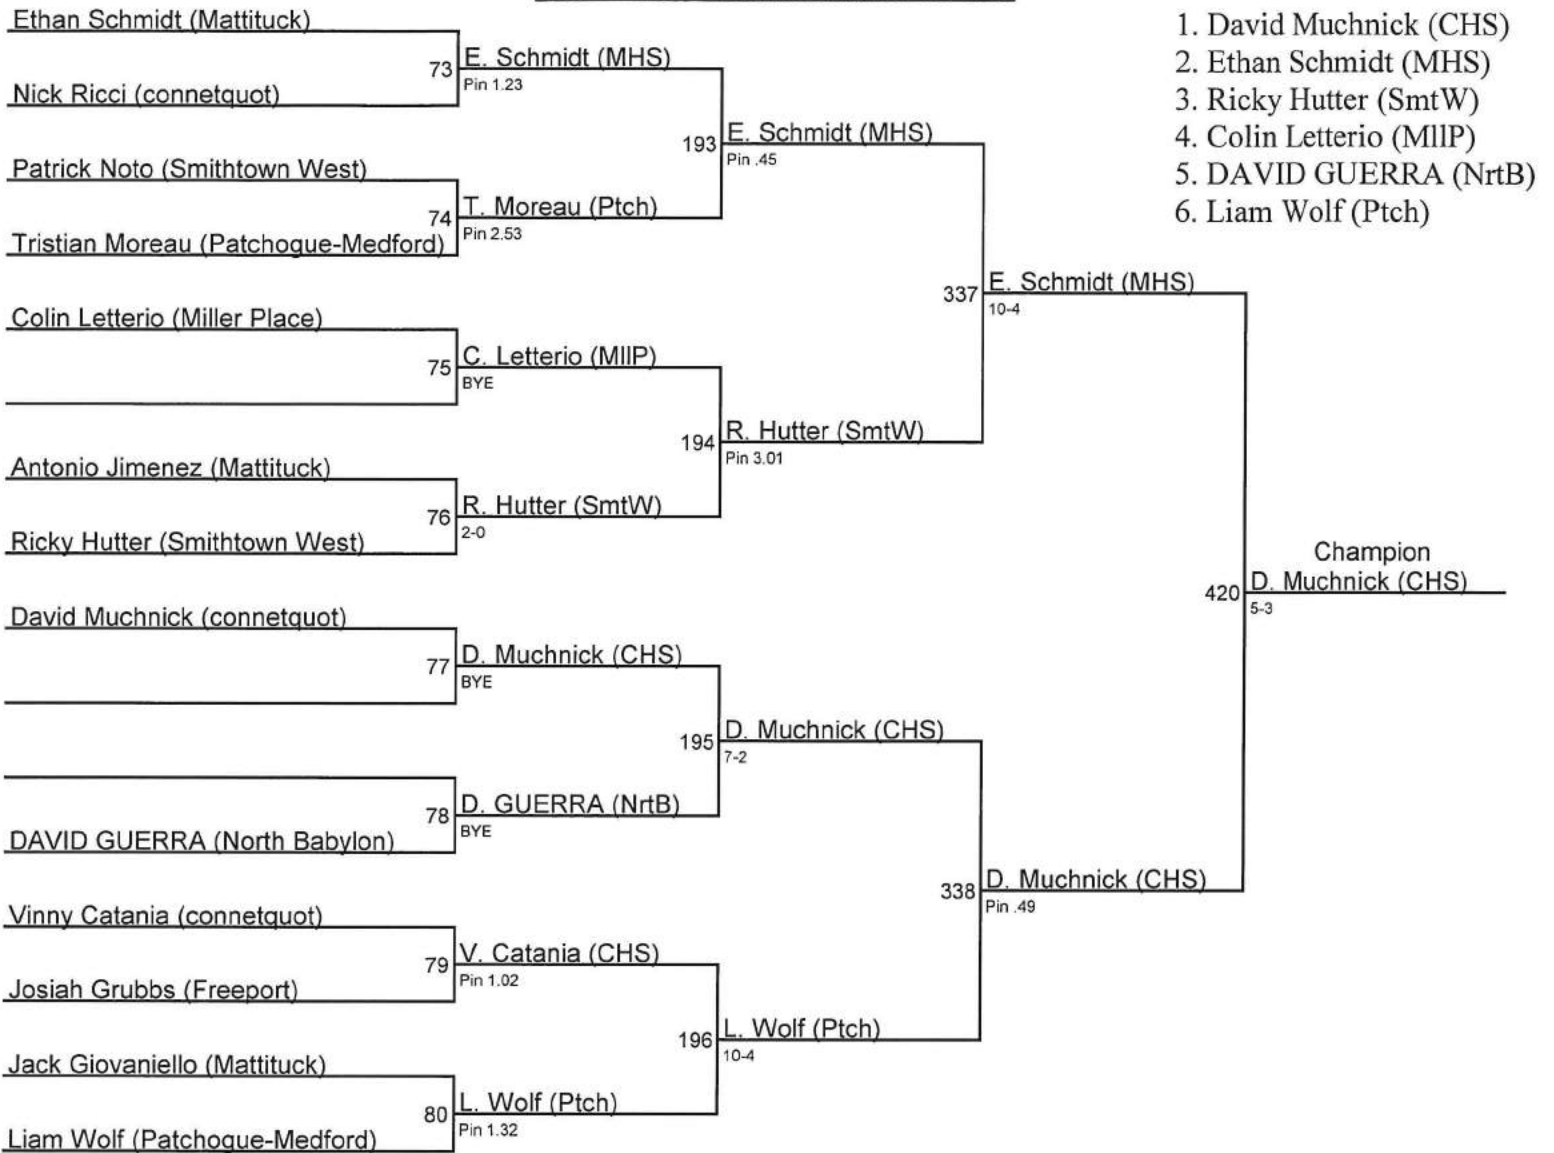 Ethan Schmidt (Mattituck)
73
E. Schmidt (MHS)
Pin 1.23
Nick Ricci (connetquot)
193
E. Schmidt (MHS)
Pin .45
Patrick Noto (Smithtown West)
74
T. Moreau (Ptch)
Pin 2.53
Tristian Moreau (Patchogue-Medford)
337
E. Schmidt (MHS)
10-4
Colin Letterio (Miller Place)
75
C. Letterio (MllP)
BYE
194
R. Hutter (SmtW)
Pin 3.01
Antonio Jimenez (Mattituck)
76
R. Hutter (SmtW)
2-0
Ricky Hutter (Smithtown West)
Champion
420
D. Muchnick (CHS)
5-3
David Muchnick (connetquot)
77
D. Muchnick (CHS)
BYE
195
D. Muchnick (CHS)
7-2
78
D. GUERRA (NrtB)
BYE
DAVID GUERRA (North Babylon)
338
D. Muchnick (CHS)
Pin .49
Vinny Catania (connetquot)
79
V. Catania (CHS)
Pin 1.02
Josiah Grubbs (Freeport)
196
L. Wolf (Ptch)
10-4
Jack Giovaniello (Mattituck)
80
L. Wolf (Ptch)
Pin 1.32
Liam Wolf (Patchogue-Medford)
1. David Muchnick (CHS)
2. Ethan Schmidt (MHS)
3. Ricky Hutter (SmtW)
4. Colin Letterio (MllP)
5. DAVID GUERRA (NrtB)
6. Liam Wolf (Ptch)